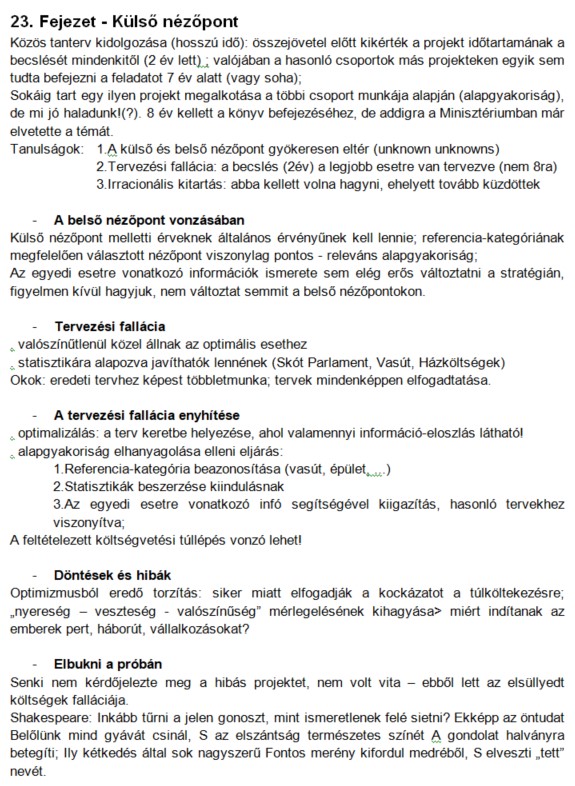 23. Fejezet - Külső nézőpont
Közös tanterv kidolgozása (hosszú idő): összejövetel előtt kikérték a projekt időtartamának a
becslését mindenkitől (2 év lett) ; valójában a hasonló csoportok más projekteken egyik sem
tudta befejezni a feladatot 7 év alatt (vagy soha);
Sokáig tart egy ilyen projekt megalkotása a többi csoport munkája alapján (alapgyakoriság),
de mi jó haladunk!(?). 8 év kellett a könyv befejezéséhez, de addigra a Minisztériumban már
elvetette a témát.
Tanulságok: 1.A külső és belső nézőpont gyökeresen eltér (unknown unknowns)
2.Tervezési fallácia: a becslés (2év) a legjobb esetre van tervezve (nem 8ra)
3.Irracionális kitartás: abba kellett volna hagyni, ehelyett tovább küzdöttek
- A belső nézőpont vonzásában
Külső nézőpont melletti érveknek általános érvényűnek kell lennie; referencia-kategóriának
megfelelően választott nézőpont viszonylag pontos - releváns alapgyakoriság;
Az egyedi esetre vonatkozó információk ismerete sem elég erős változtatni a stratégián,
figyelmen kívül hagyjuk, nem változtat semmit a belső nézőpontokon.
- Tervezési fallácia
. valószínűtlenül közel állnak az optimális esethez
. statisztikára alapozva javíthatók lennének (Skót Parlament, Vasút, Házköltségek)
Okok: eredeti tervhez képest többletmunka; tervek mindenképpen elfogadtatása.
- A tervezési fallácia enyhítése
. optimalizálás: a terv keretbe helyezése, ahol valamennyi információ-eloszlás látható!
. alapgyakoriság elhanyagolása elleni eljárás:
1.Referencia-kategória beazonosítása (vasút, épület, ...)
2.Statisztikák beszerzése kiindulásnak
3.Az egyedi esetre vonatkozó infó segítségével kiigazítás, hasonló tervekhez
viszonyítva;
A feltételezett költségvetési túllépés vonzó lehet!
- Döntések és hibák
Optimizmusból eredő torzítás: siker miatt elfogadják a kockázatot a túlköltekezésre;
„nyereség – veszteség - valószínűség” mérlegelésének kihagyása> miért indítanak az
emberek pert, háborút, vállalkozásokat?
- Elbukni a próbán
Senki nem kérdőjelezte meg a hibás projektet, nem volt vita – ebből lett az elsüllyedt
költségek falláciája.
Shakespeare: Inkább tűrni a jelen gonoszt, mint ismeretlenek felé sietni? Ekképp az öntudat
Belőlünk mind gyávát csinál, S az elszántság természetes színét A gondolat halványra
betegíti; Ily kétkedés által sok nagyszerű Fontos merény kifordul medréből, S elveszti „tett”
nevét.